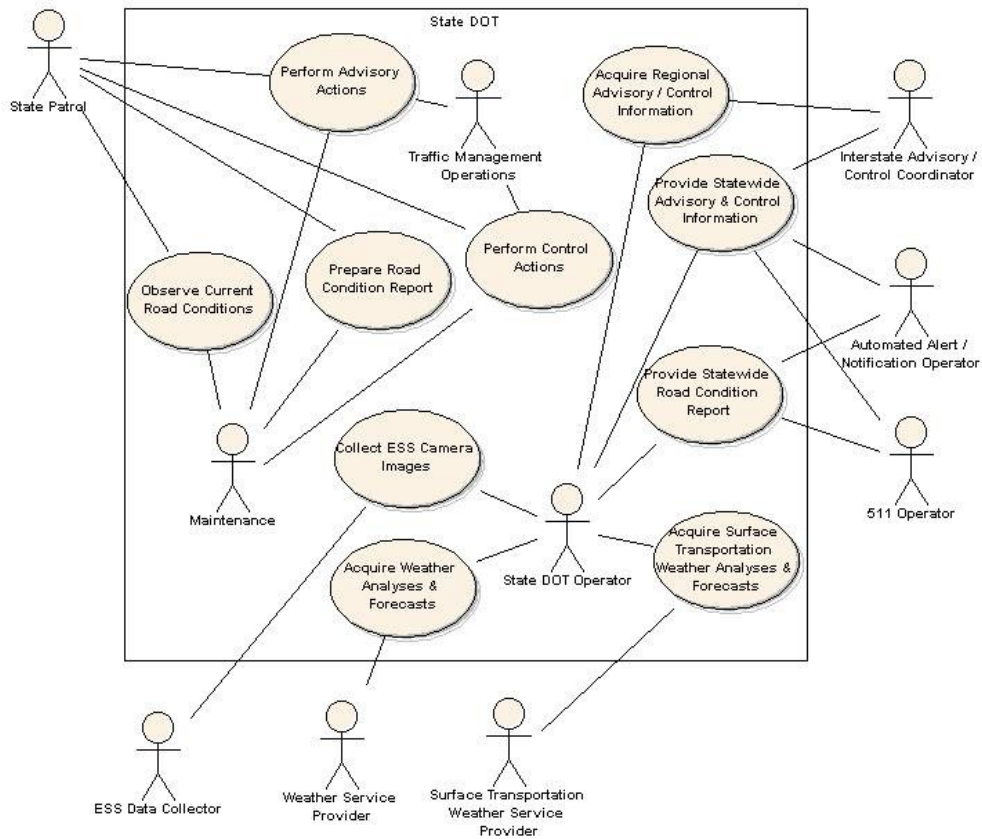 State DOT
State Patrol
Perform Advisory
Actions
Traffic Management
Operations
Acquire Regional
Advisory / Control
Information
Interstate Advisory /
Control Coordinator
Provide Statewide
Advisory & Control
Information
Perform Control
Actions
Prepare Road
Condition Report
Observe Current
Road Conditions
Automated Alert /
Notification Operator
Provide Statewide
Road Condition
Report
Collect ESS Camera
Images
Maintenance
511 Operator
Acquire Surface
Transportation
Weather Analyses &
Forecasts
Acquire Weather
Analyses &
Forecasts
State DOT Operator
ESS Data Collector
Weather Service
Provider
Surface Transportation
Weather Service
Provider